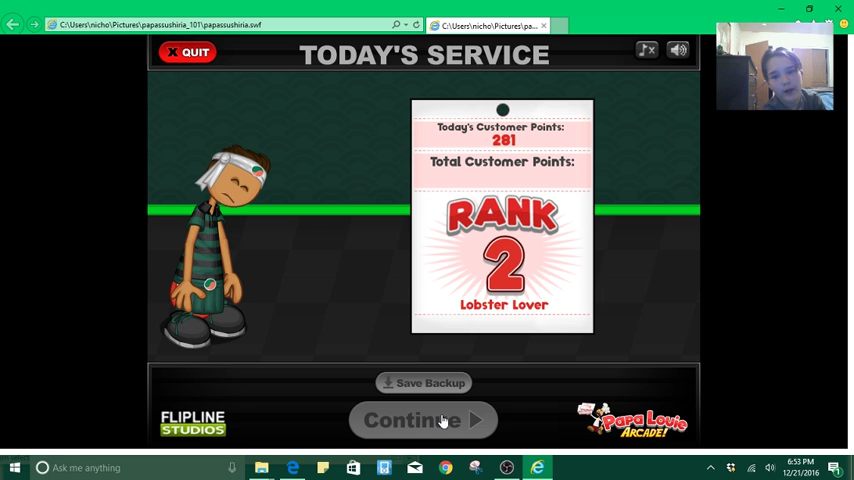 C:\Users\nicho\Pictures\papassushiria_101\papassushiria.swf
C:\Users\nicho\Pictures\pa...
X QUIT
TODAY'S SERVICE
Today's Customer Points:
281
Total Customer Points:
RANK
2
Lobster Lover
Save Backup
Continue
FLIPLINE
STUDIOS
Papa Louie
ARCADE!
Ask me anything
6:53 PM
12/21/2016